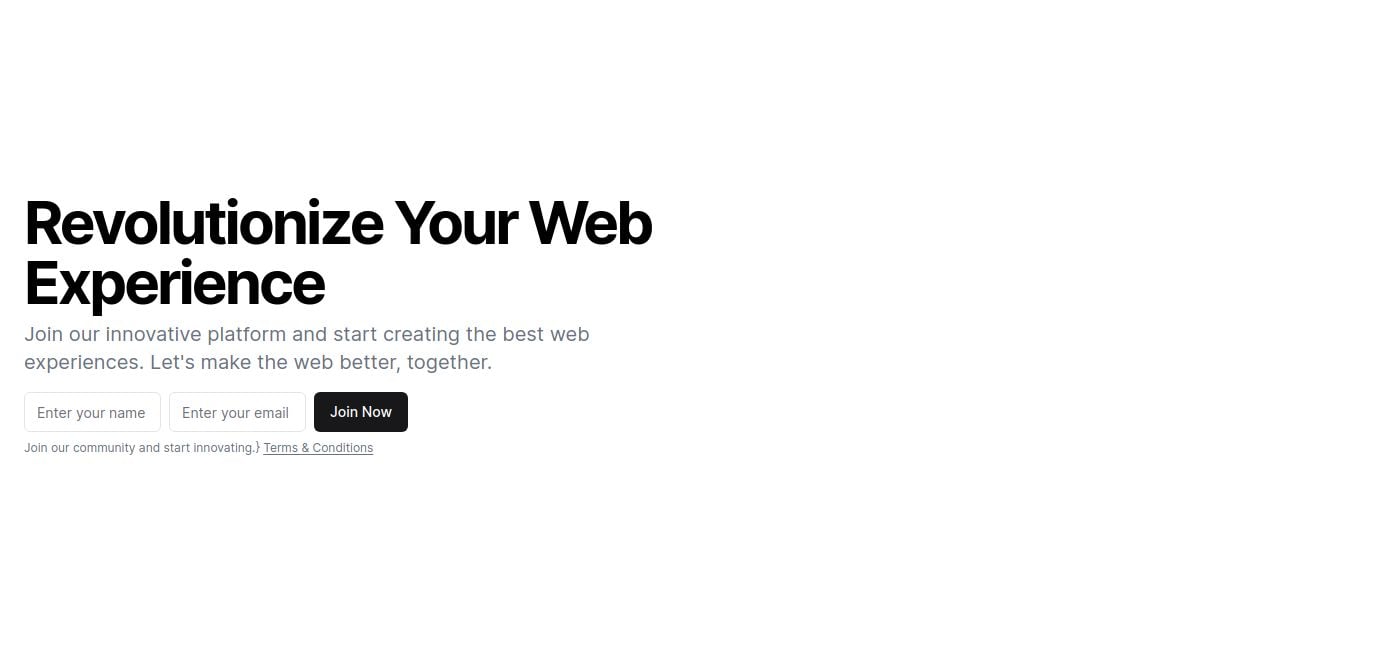 Revolutionize Your Web
Experience
Join our innovative platform and start creating the best web
experiences. Let's make the web better, together.
Enter your name Enter your email Join Now
Join our community and start innovating.} Terms & Conditions